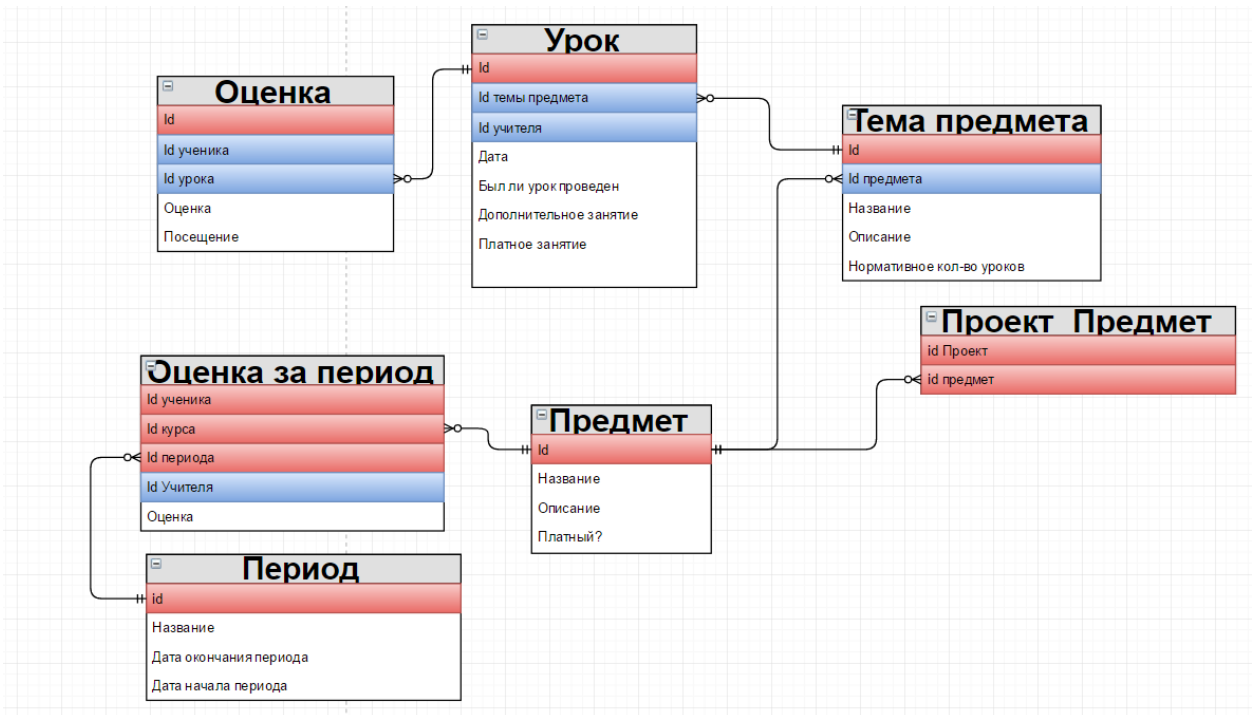 Урок
Id
Id темы предмета
Id учителя
Дата
Был ли урок проведен
Дополнительное занятие
Платное занятие
Оценка
Id
Id ученика
Id урока
Оценка
Посещение
Тема предмета
Id
Id предмета
Название
Описание
Нормативное кол-во уроков
Проект Предмет
id Проект
id предмет
Оценка за период
Id ученика
Id курса
Id периода
Id Учителя
Оценка
Предмет
Id
Название
Описание
Платный?
Период
id
Название
Дата окончания периода
Дата начала периода